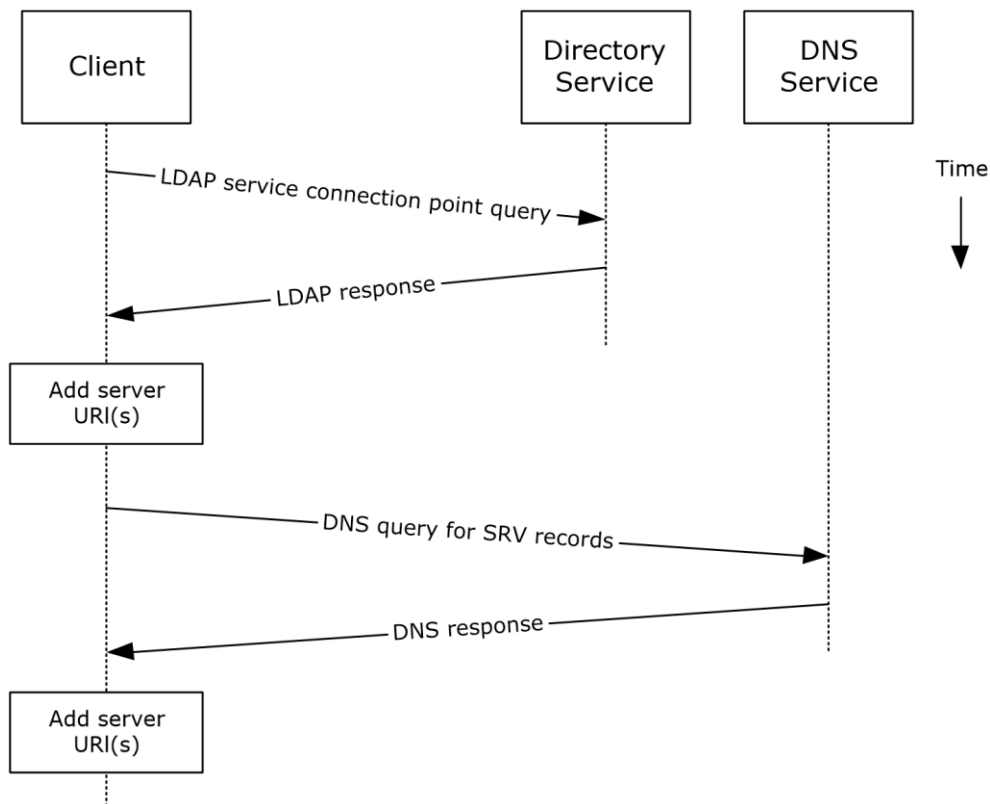 Client
Directory
Service
DNS
Service
Time
LDAP service connection point query
LDAP response
Add server
URI(s)
DNS query for SRV records
DNS response
Add server
URI(s)